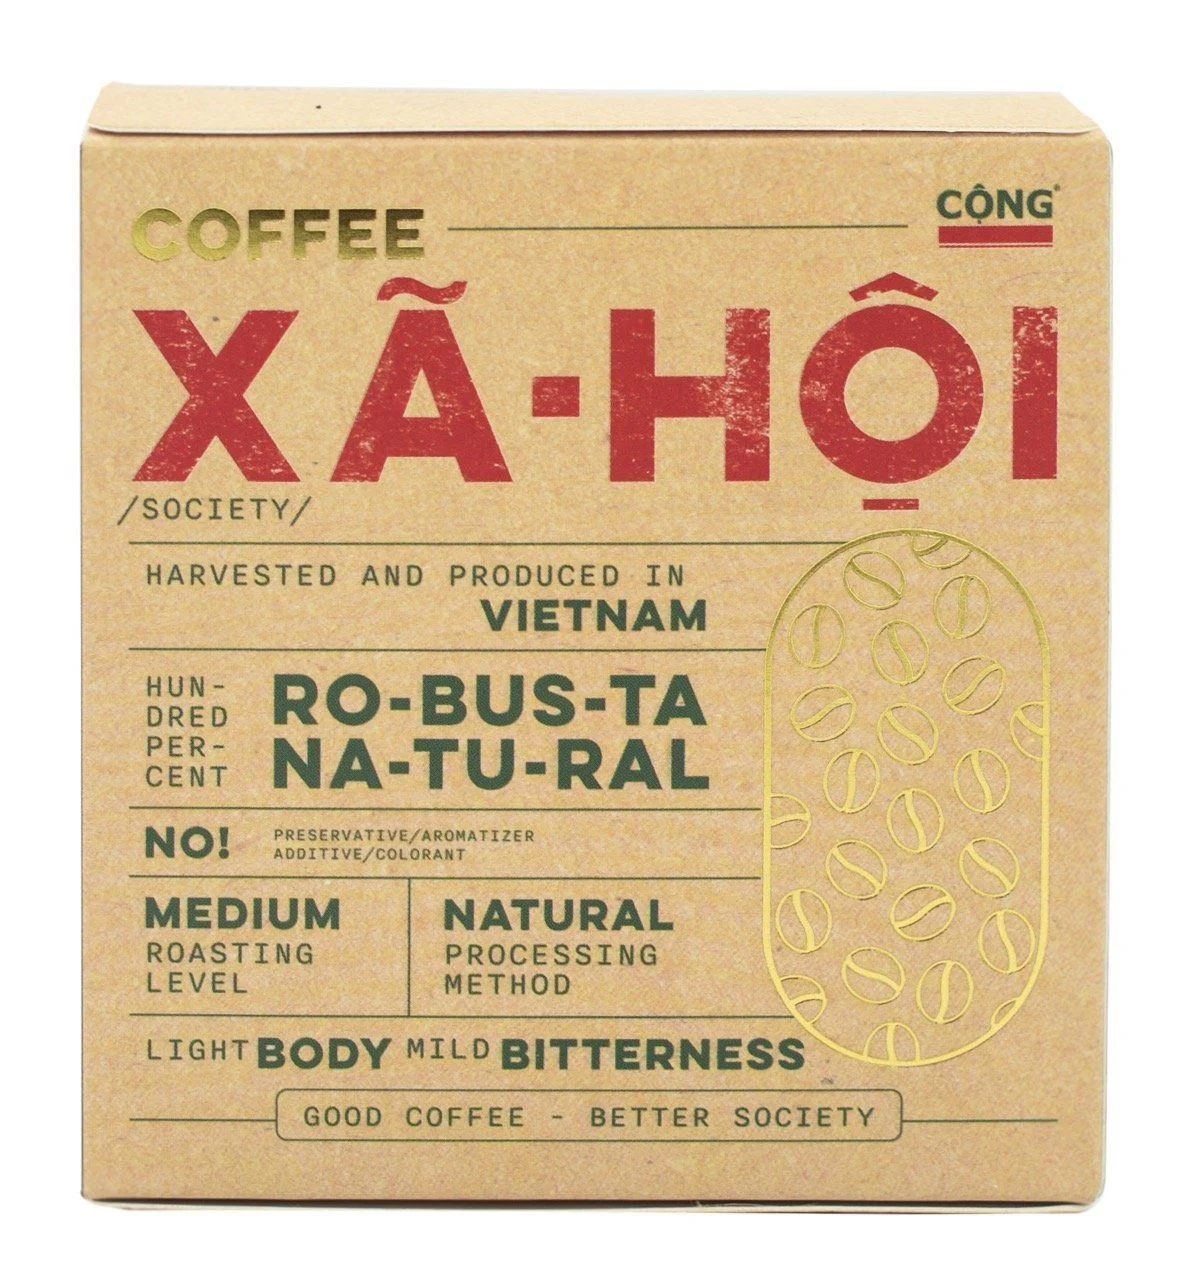 COFFEE
CỘNG®
XÃ·HỘI
/SOCIETY/
HARVESTED AND PRODUCED IN
VIETNAM
HUN-
DRED
PER-
CENT
RO-BUS-TA
NA-TU-RAL
NO!
PRESERVATIVE/AROMATIZER
ADDITIVE/COLORANT
MEDIUM
ROASTING
LEVEL
NATURAL
PROCESSING
METHOD
LIGHT BODY MILD BITTERNESS
GOOD COFFEE - BETTER SOCIETY